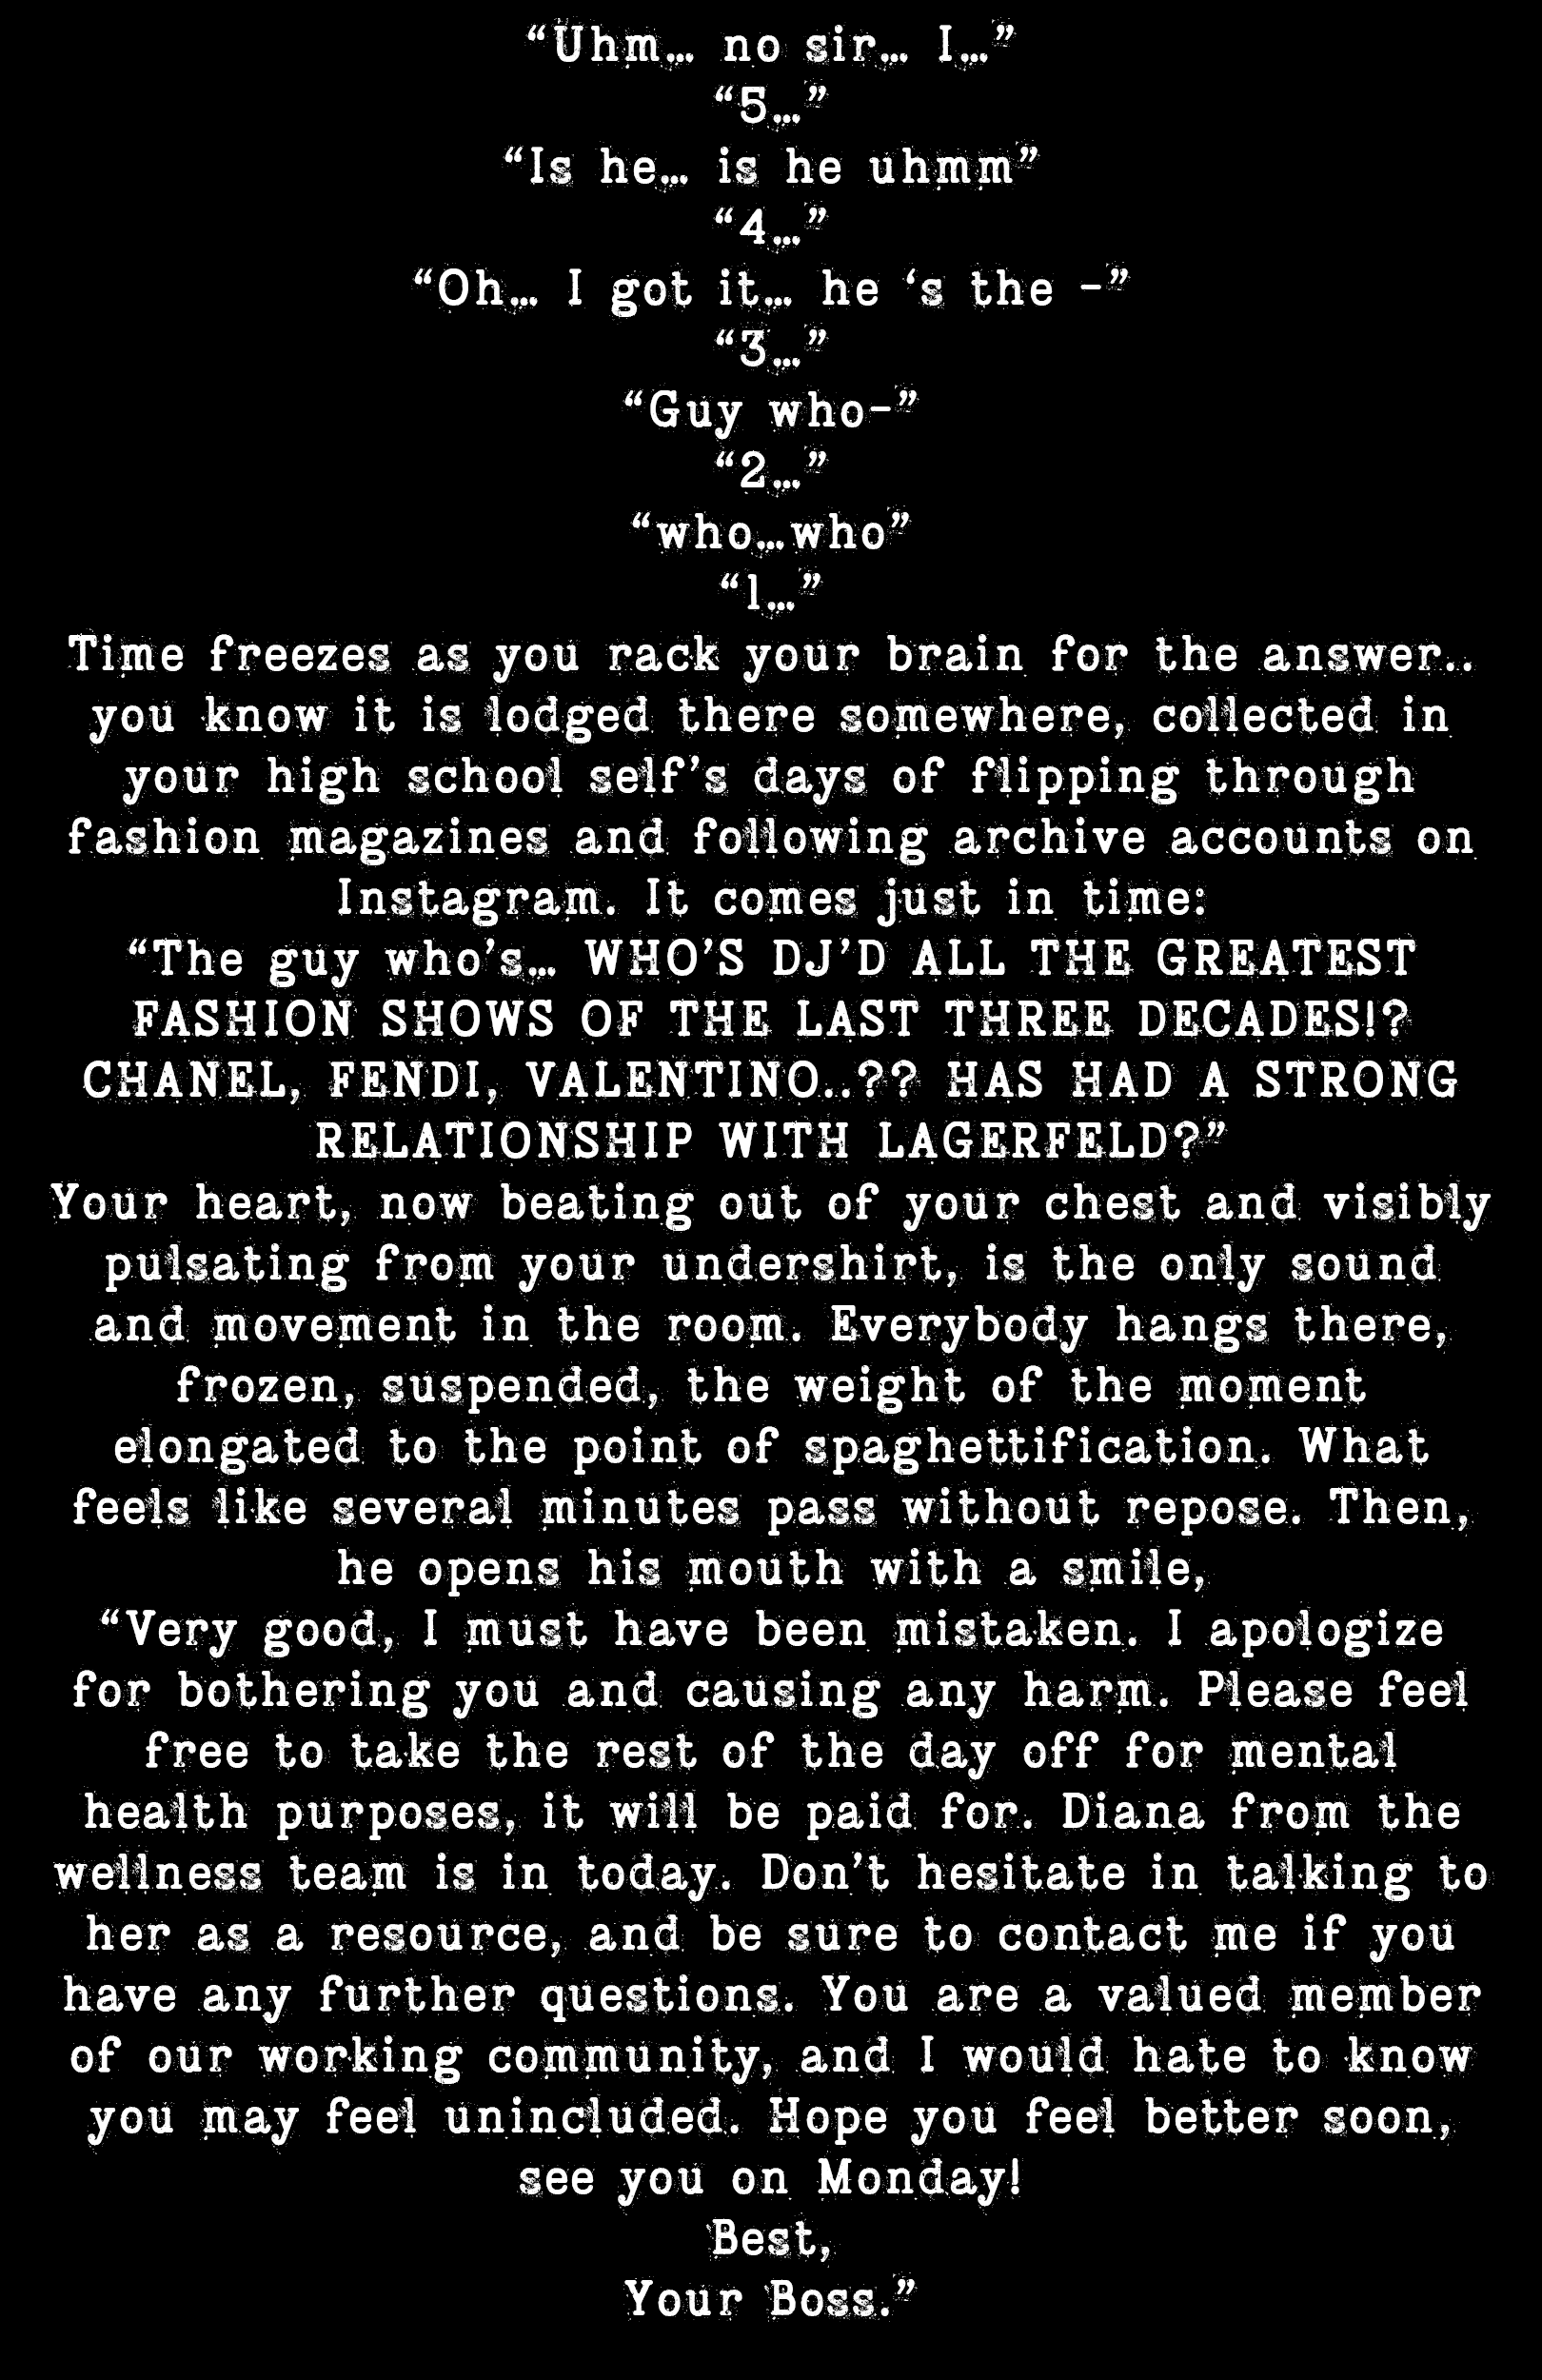 “Uhm… no sir… I…”
“5…”
“Is he… is he uhmm”
“4…”
“Oh… I got it… he ‘s the -”
“3…”
“Guy who-”
“2…”
“who…who”
“1…”
Time freezes as you rack your brain for the answer..
you know it is lodged there somewhere, collected in
your high school self’s days of flipping through
fashion magazines and following archive accounts on
Instagram. It comes just in time:
“The guy who’s… WHO’S DJ’D ALL THE GREATEST
FASHION SHOWS OF THE LAST THREE DECADES!?
CHANEL, FENDI, VALENTINO..?? HAS HAD A STRONG
RELATIONSHIP WITH LAGERFELD?”
Your heart, now beating out of your chest and visibly
pulsating from your undershirt, is the only sound
and movement in the room. Everybody hangs there,
frozen, suspended, the weight of the moment
elongated to the point of spaghettification. What
feels like several minutes pass without repose. Then,
he opens his mouth with a smile,
“Very good, I must have been mistaken. I apologize
for bothering you and causing any harm. Please feel
free to take the rest of the day off for mental
health purposes, it will be paid for. Diana from the
wellness team is in today. Don’t hesitate in talking to
her as a resource, and be sure to contact me if you
have any further questions. You are a valued member
of our working community, and I would hate to know
you may feel unincluded. Hope you feel better soon,
see you on Monday!
Best,
Your Boss.”